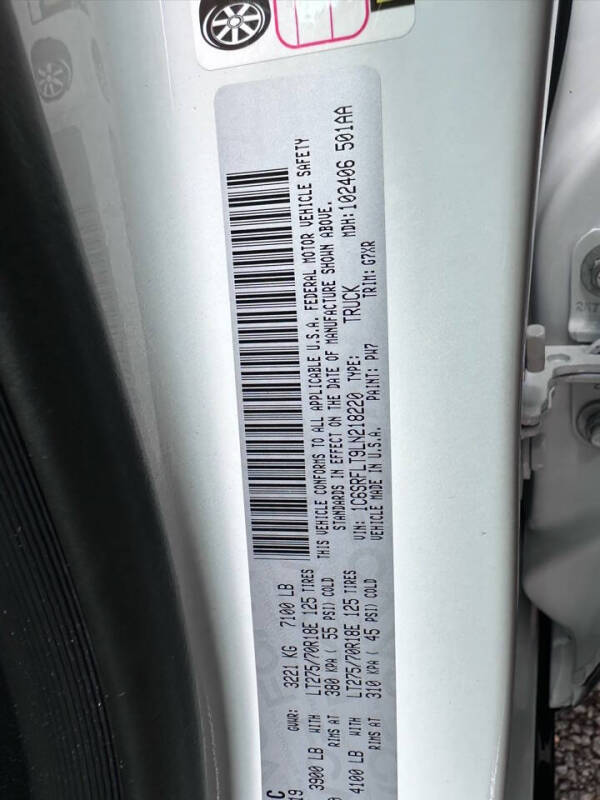 C GVWR: 3221 KG 7100 LB
19
3900 LB WITH LT275/70R18E 125 TIRES
RIMS AT 380 KPA ( 55 PSI) COLD
4100 LB WITH LT275/70R18E 125 TIRES
RIMS AT 310 KPA ( 45 PSI) COLD
THIS VEHICLE CONFORMS TO ALL APPLICABLE U.S.A. FEDERAL MOTOR VEHICLE SAFETY
STANDARDS IN EFFECT ON THE DATE OF MANUFACTURE SHOWN ABOVE.
VIN: 1C6SRFLT9LN218220 TYPE: TRUCK MDH:102406 501AA
VEHICLE MADE IN U.S.A. PAINT: PW7 TRIM: G7XR